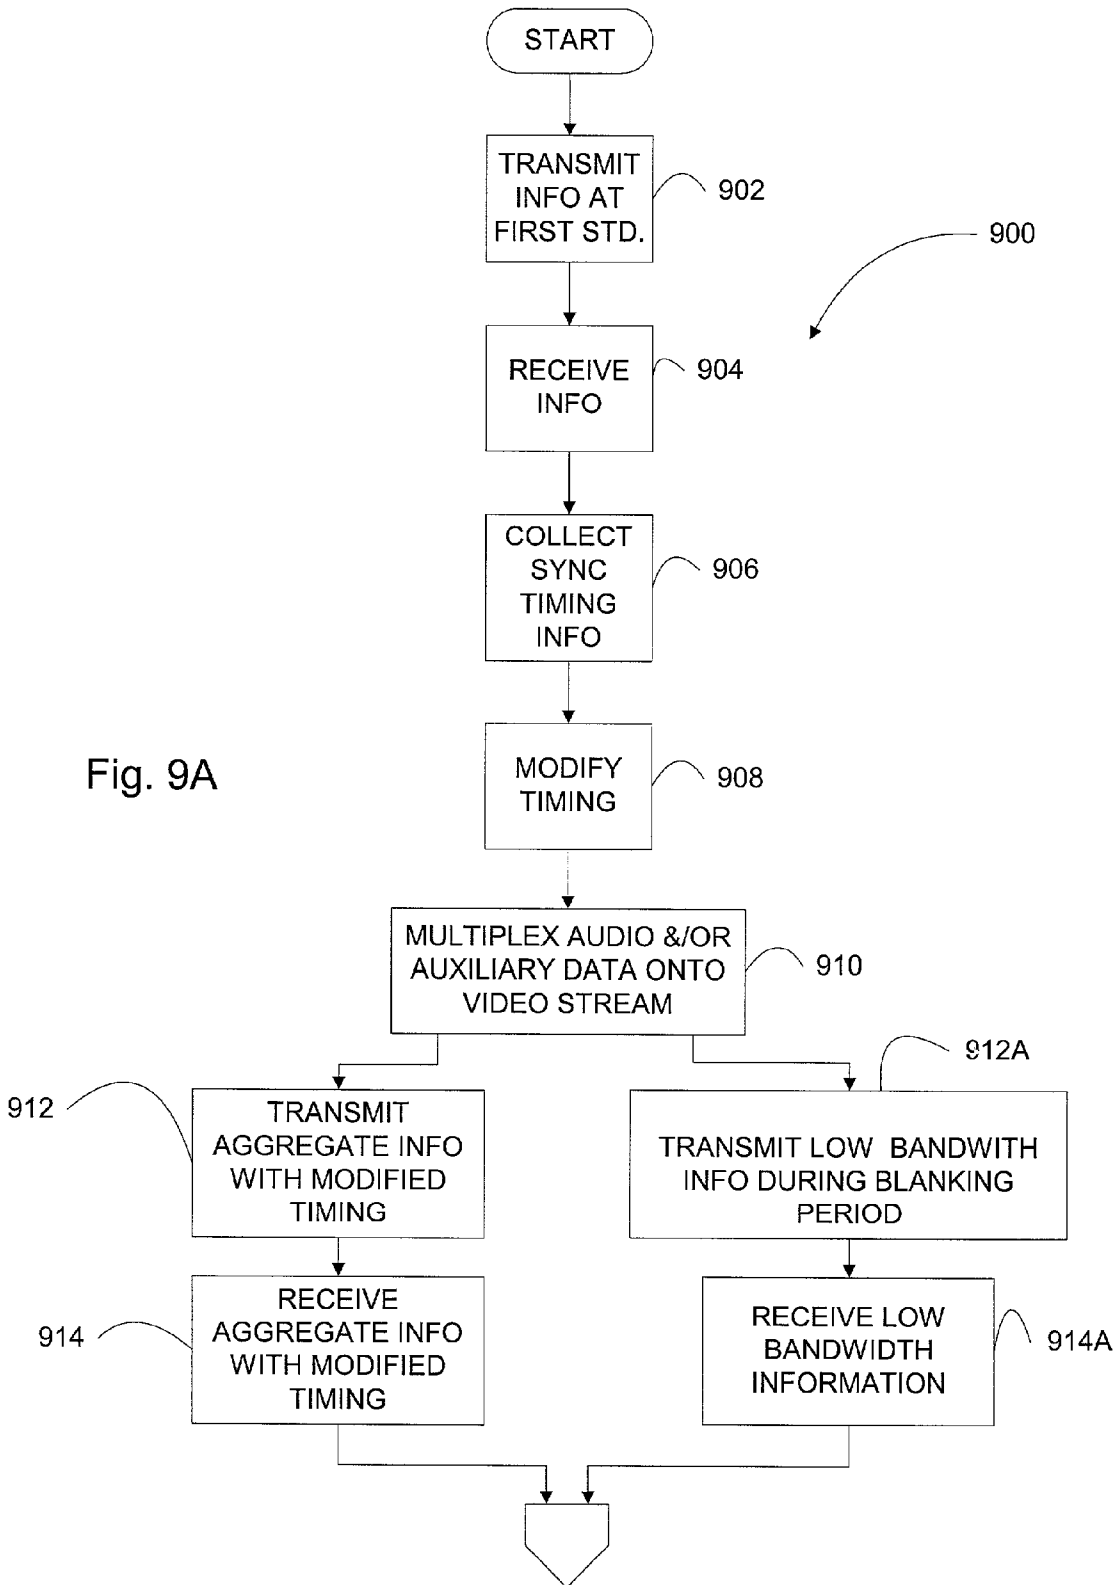 START
TRANSMIT
INFO AT
FIRST STD.
902
900
RECEIVE
INFO
904
COLLECT
SYNC
TIMING
INFO
906
Fig. 9A
MODIFY
TIMING
908
MULTIPLEX AUDIO &/OR
AUXILIARY DATA ONTO
VIDEO STREAM
910
912
TRANSMIT
AGGREGATE INFO
WITH MODIFIED
TIMING
912A
TRANSMIT LOW BANDWITH
INFO DURING BLANKING
PERIOD
914
RECEIVE
AGGREGATE INFO
WITH MODIFIED
TIMING
RECEIVE LOW
BANDWIDTH
INFORMATION
914A